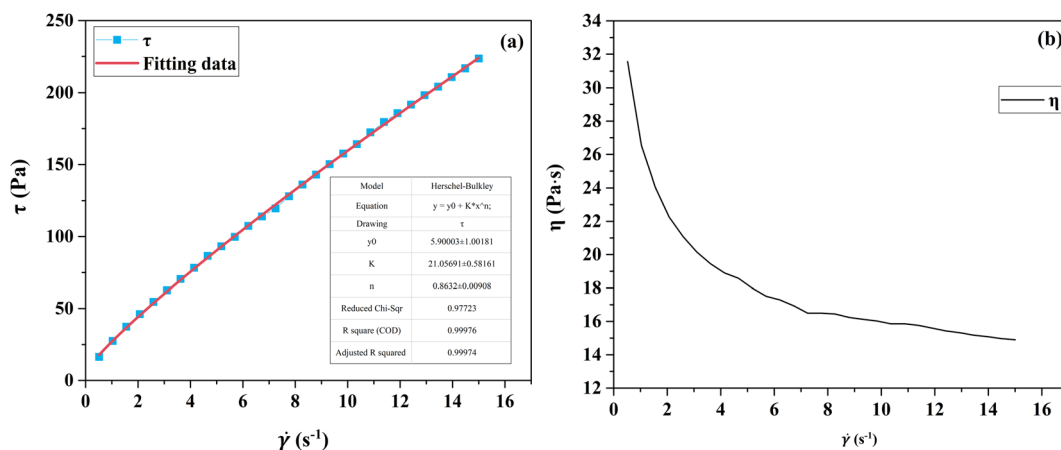 (a)
τ
Fitting data
250
200
150
100
50
0
τ (Pa)
0 2 4 6 8 10 12 14 16
γ̇ (s-1)
Model Herschel-Bulkley
Equation y = y0 + K*x^n;
Drawing τ
y0 5.90003±1.00181
K 21.05691±0.58161
n 0.8632±0.00908
Reduced Chi-Sqr 0.97723
R square (COD) 0.99976
Adjusted R squared 0.99974
(b)
η
34
32
30
28
26
24
22
20
18
16
14
12
η (Pa·s)
0 2 4 6 8 10 12 14 16
γ̇ (s-1)